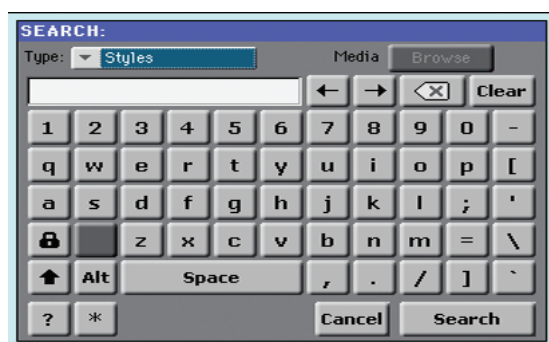 SEARCH:
Type: Styles Media Browse
← → Clear
1 2 3 4 5 6 7 8 9 0 -
q w e r t y u i o p [
a s d f g h j k l ; '
z x c v b n m = \
Alt Space , . / ] `
? * Cancel Search